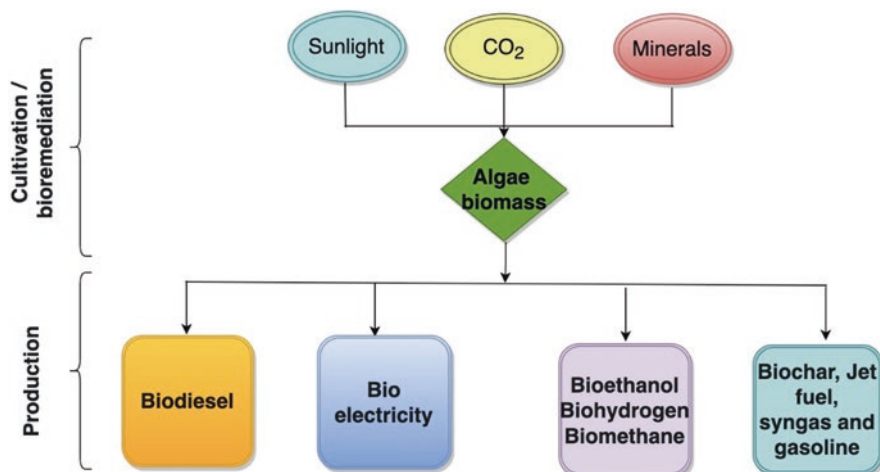 Cultivation /
bioremediation
Sunlight
CO₂
Minerals
Algae
biomass
Production
Biodiesel
Bio
electricity
Bioethanol
Biohydrogen
Biomethane
Biochar, Jet
fuel,
syngas and
gasoline